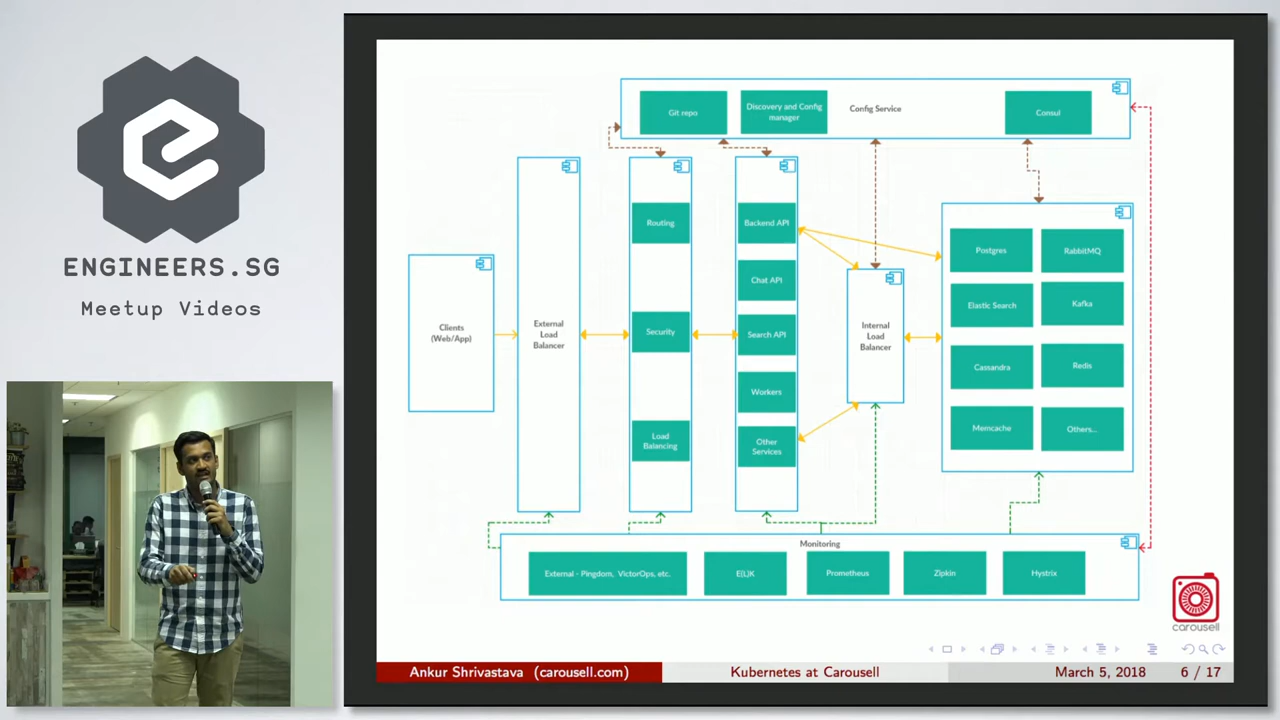 ENGINEERS.SG
Meetup Videos
Git repo
Discovery and Config
manager
Config Service
Consul
Clients
(Web/App)
External
Load
Balancer
Routing
Security
Load
Balancing
Backend API
Chat API
Search API
Workers
Other
Services
Internal
Load
Balancer
Postgres
RabbitMQ
Elastic Search
Kafka
Cassandra
Redis
Memcache
Others...
Monitoring
External - Pingdom, VictorOps, etc.
E(L)K
Prometheus
Zipkin
Hystrix
carousell
Ankur Shrivastava (carousell.com)
Kubernetes at Carousell
March 5, 2018
6 / 17